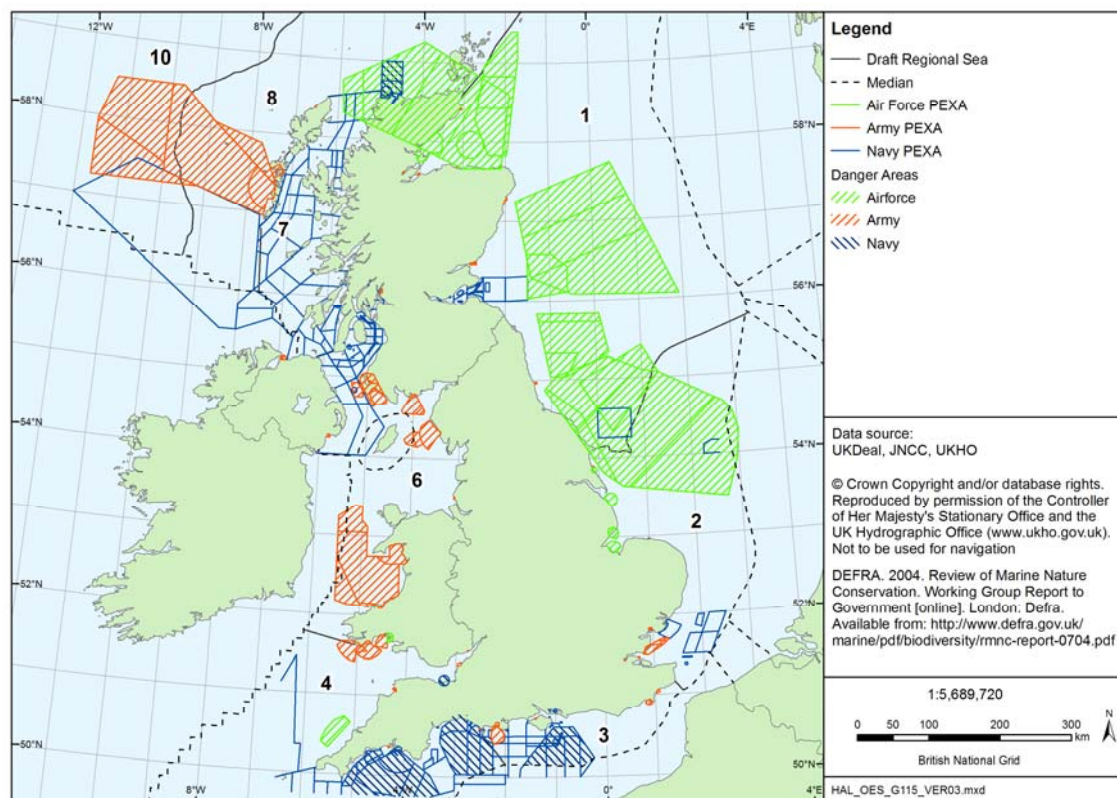 12°W 8°W 4°W 0° 4°E
10
8
1
58°N
58°N
7
56°N
56°N
54°N
54°N
6
2
52°N
52°N
4
3
50°N
50°N
8°W 4°W 0°
Legend
Draft Regional Sea
Median
Air Force PEXA
Army PEXA
Navy PEXA
Danger Areas
Airforce
Army
Navy
Data source:
UKDeal, JNCC, UKHO
© Crown Copyright and/or database rights.
Reproduced by permission of the Controller
of Her Majesty's Stationary Office and the
UK Hydrographic Office (www.ukho.gov.uk).
Not to be used for navigation
DEFRA. 2004. Review of Marine Nature
Conservation. Working Group Report to
Government [online]. London: Defra.
Available from: http://www.defra.gov.uk/
marine/pdf/biodiversity/rmnc-report-0704.pdf
1:5,689,720
N
0 50 100 200 300
km
British National Grid
HAL_OES_G115_VER03.mxd